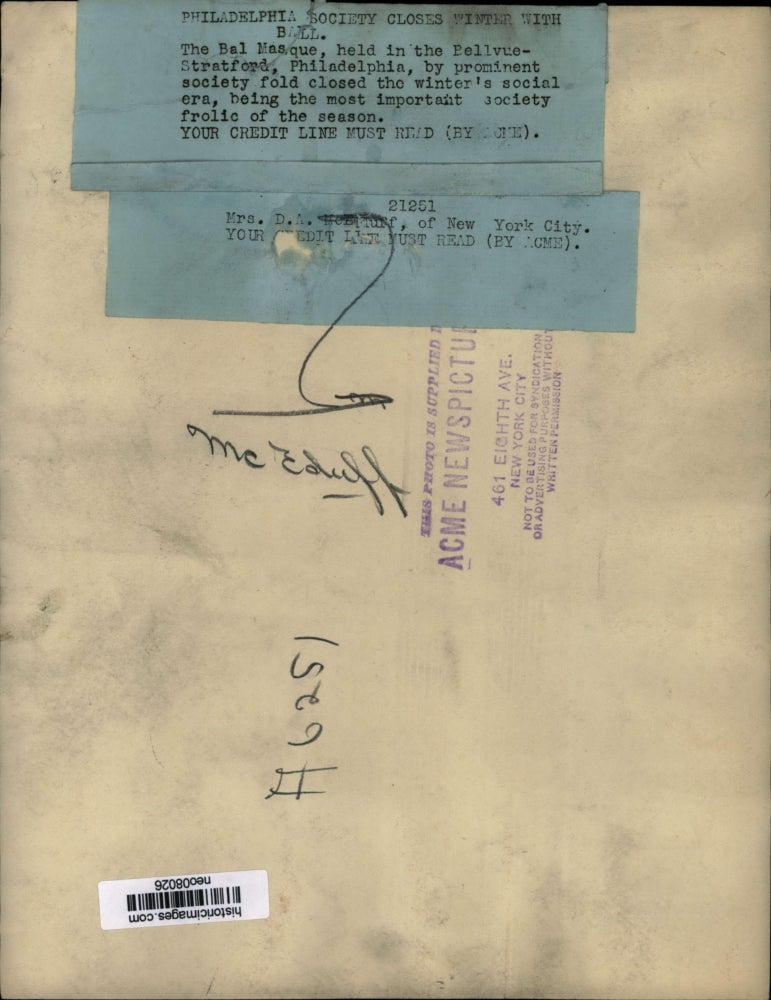 PHILADELPHIA SOCIETY CLOSES WINTER WITH
BALL.
The Bal Masque, held in the Bellvue-
Stratford, Philadelphia, by prominent
society fold closed the winter's social
era, being the most important society
frolic of the season.
YOUR CREDIT LINE MUST READ (BY ACME).
21251
Mrs. D.A. of New York City.
YOUR CREDIT LINE MUST READ (BY ACME).
THIS PHOTO IS SUPPLIED
ACME NEWSPICTU
461 EIGHTH AVE.
NEW YORK CITY
NOT TO BE USED FOR SYNDICATION
OR ADVERTISING PURPOSES WITHOUT
WRITTEN PERMISSION
Mc Eduff
6251
historicimages.com
neo08026